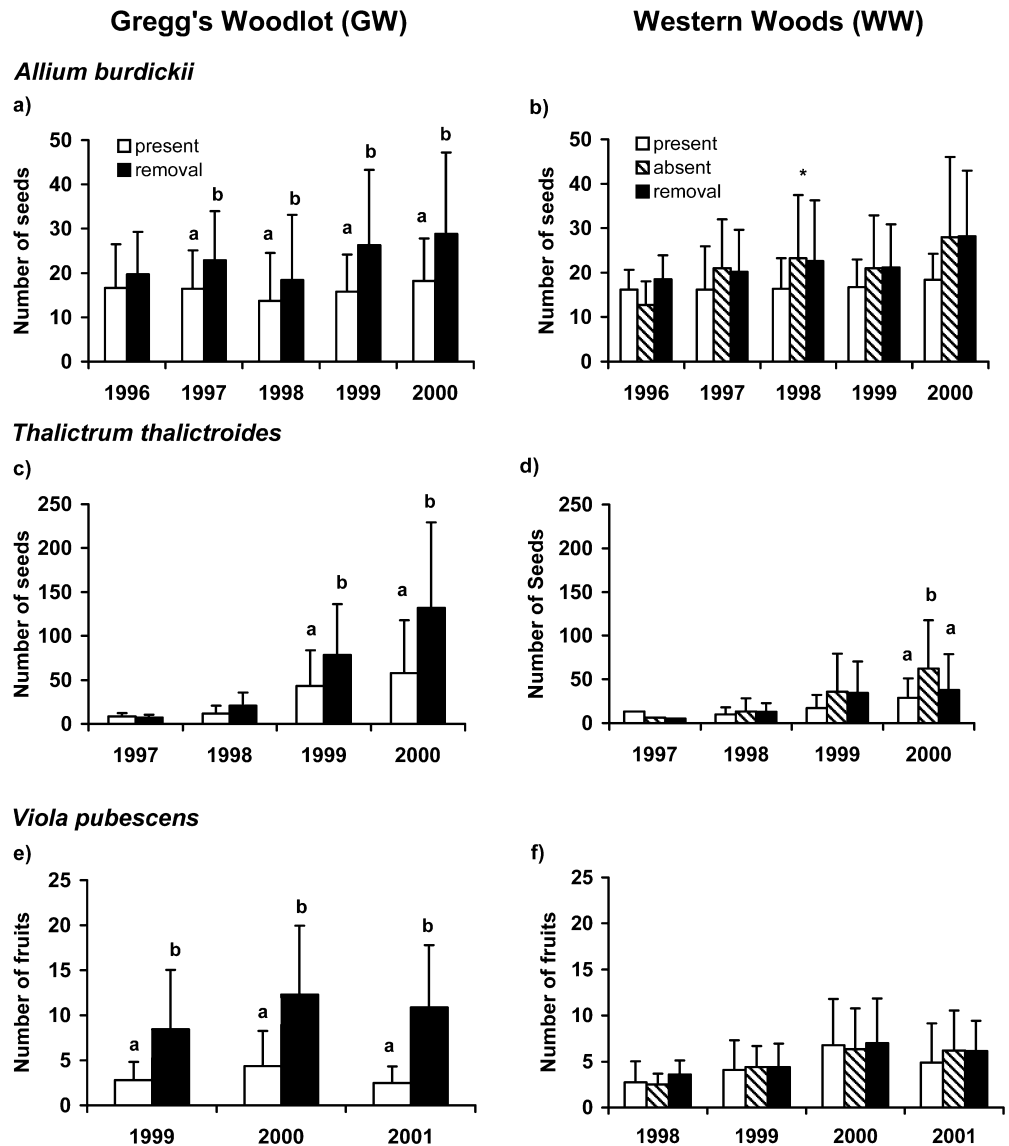 Gregg's Woodlot (GW)
Western Woods (WW)
Allium burdickii
a)
50
40
30
20
10
0
Number of seeds
present
removal
a
b
a
b
a
b
a
b
1996
1997
1998
1999
2000
b)
50
40
30
20
10
0
Number of seeds
present
absent
removal
*
1996
1997
1998
1999
2000
Thalictrum thalictroides
c)
250
200
150
100
50
0
Number of seeds
a
b
a
b
1997
1998
1999
2000
d)
250
200
150
100
50
0
Number of Seeds
a
b
a
1997
1998
1999
2000
Viola pubescens
e)
25
20
15
10
5
0
Number of fruits
a
b
a
b
a
b
1999
2000
2001
f)
25
20
15
10
5
0
Number of fruits
1998
1999
2000
2001